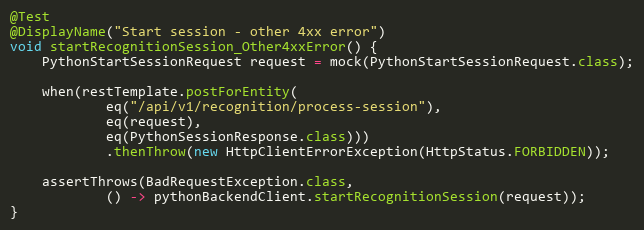 @Test
@DisplayName("Start session - other 4xx error")
void startRecognitionSession_Other4xxError() {
    PythonStartSessionRequest request = mock(PythonStartSessionRequest.class);

    when(restTemplate.postForEntity(
            eq("/api/v1/recognition/process-session"),
            eq(request),
            eq(PythonSessionResponse.class)))
            .thenThrow(new HttpClientErrorException(HttpStatus.FORBIDDEN));

    assertThrows(BadRequestException.class,
            () -> pythonBackendClient.startRecognitionSession(request));
}